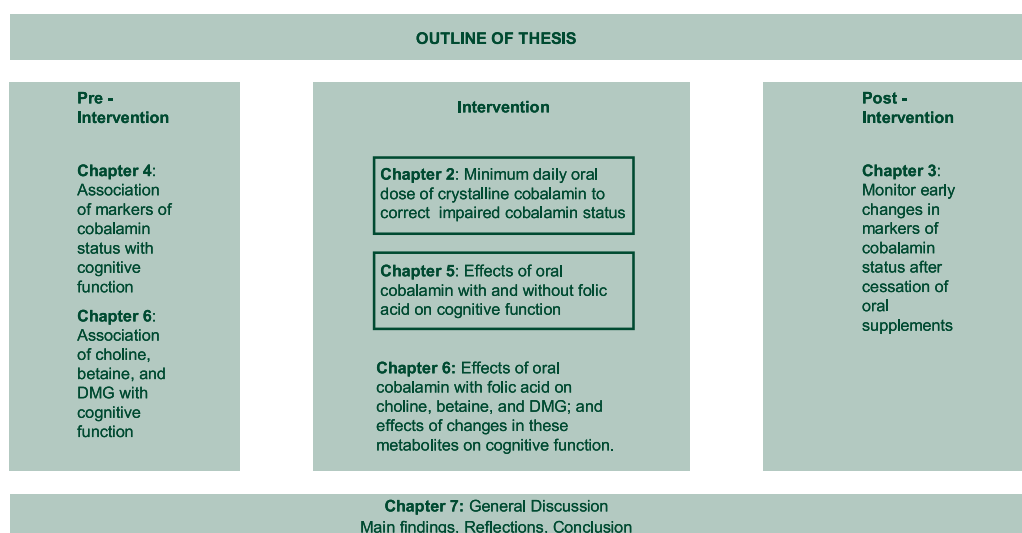 OUTLINE OF THESIS
Pre -
Intervention
Chapter 4:
Association
of markers of
cobalamin
status with
cognitive
function
Chapter 6:
Association
of choline,
betaine, and
DMG with
cognitive
function
Intervention
Chapter 2: Minimum daily oral
dose of crystalline cobalamin to
correct impaired cobalamin status
Chapter 5: Effects of oral
cobalamin with and without folic
acid on cognitive function
Chapter 6: Effects of oral
cobalamin with folic acid on
choline, betaine, and DMG; and
effects of changes in these
metabolites on cognitive function.
Post -
Intervention
Chapter 3:
Monitor early
changes in
markers of
cobalamin
status after
cessation of
oral
supplements
Chapter 7: General Discussion
Main findings, Reflections, Conclusion